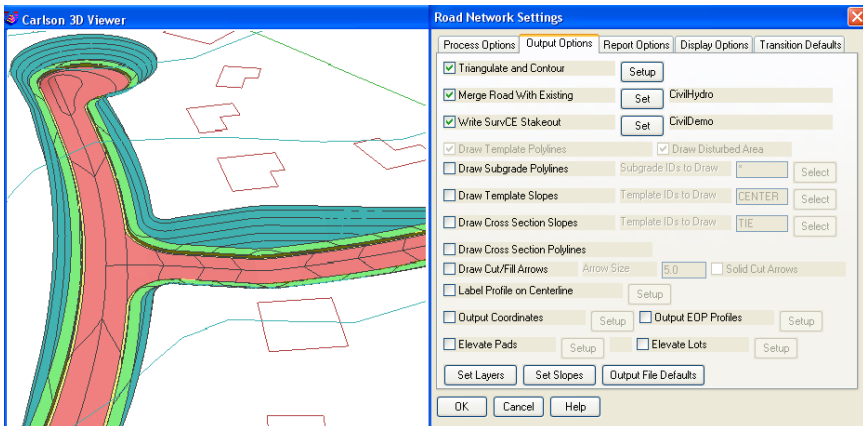 Carlson 3D Viewer
Road Network Settings
Process Options Output Options Report Options Display Options Transition Defaults
Triangulate and Contour Setup
Merge Road With Existing Set CivilHydro
Write SurvCE Stakeout Set CivilDemo
Draw Template Polylines Draw Disturbed Area
Draw Subgrade Polylines Subgrade IDs to Draw * Select
Draw Template Slopes Template IDs to Draw CENTER Select
Draw Cross Section Slopes Template IDs to Draw TIE Select
Draw Cross Section Polylines
Draw Cut/Fill Arrows Arrow Size 5.0 Solid Cut Arrows
Label Profile on Centerline Setup
Output Coordinates Setup Output EOP Profiles Setup
Elevate Pads Setup Elevate Lots Setup
Set Layers Set Slopes Output File Defaults
OK Cancel Help